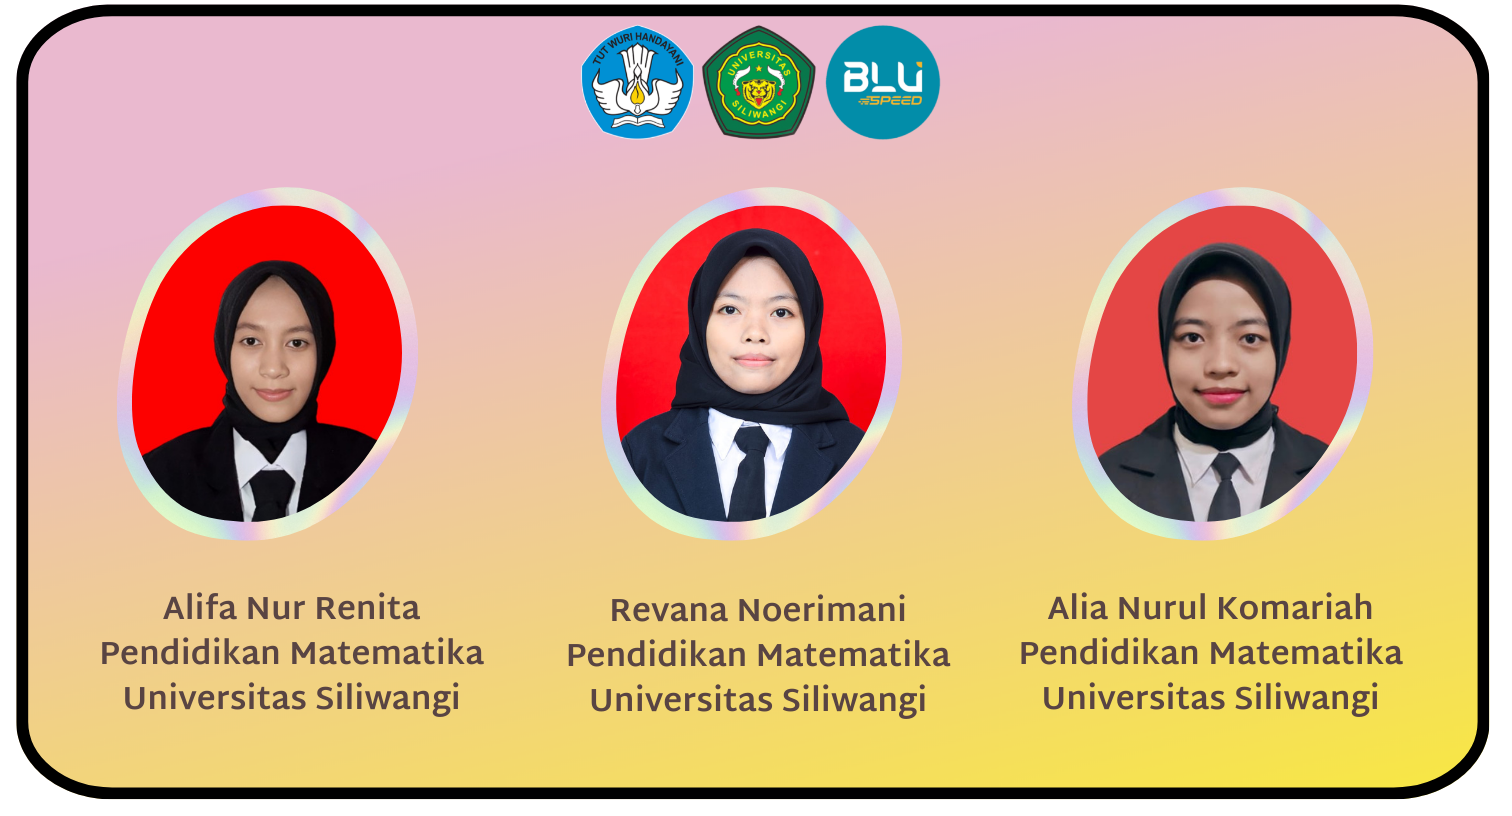 TUT WURI HANDAYANI
UNIVERSITAS
SILIWANGI
BLU
SPEED
Alifa Nur Renita
Pendidikan Matematika
Universitas Siliwangi
Revana Noerimani
Pendidikan Matematika
Universitas Siliwangi
Alia Nurul Komariah
Pendidikan Matematika
Universitas Siliwangi